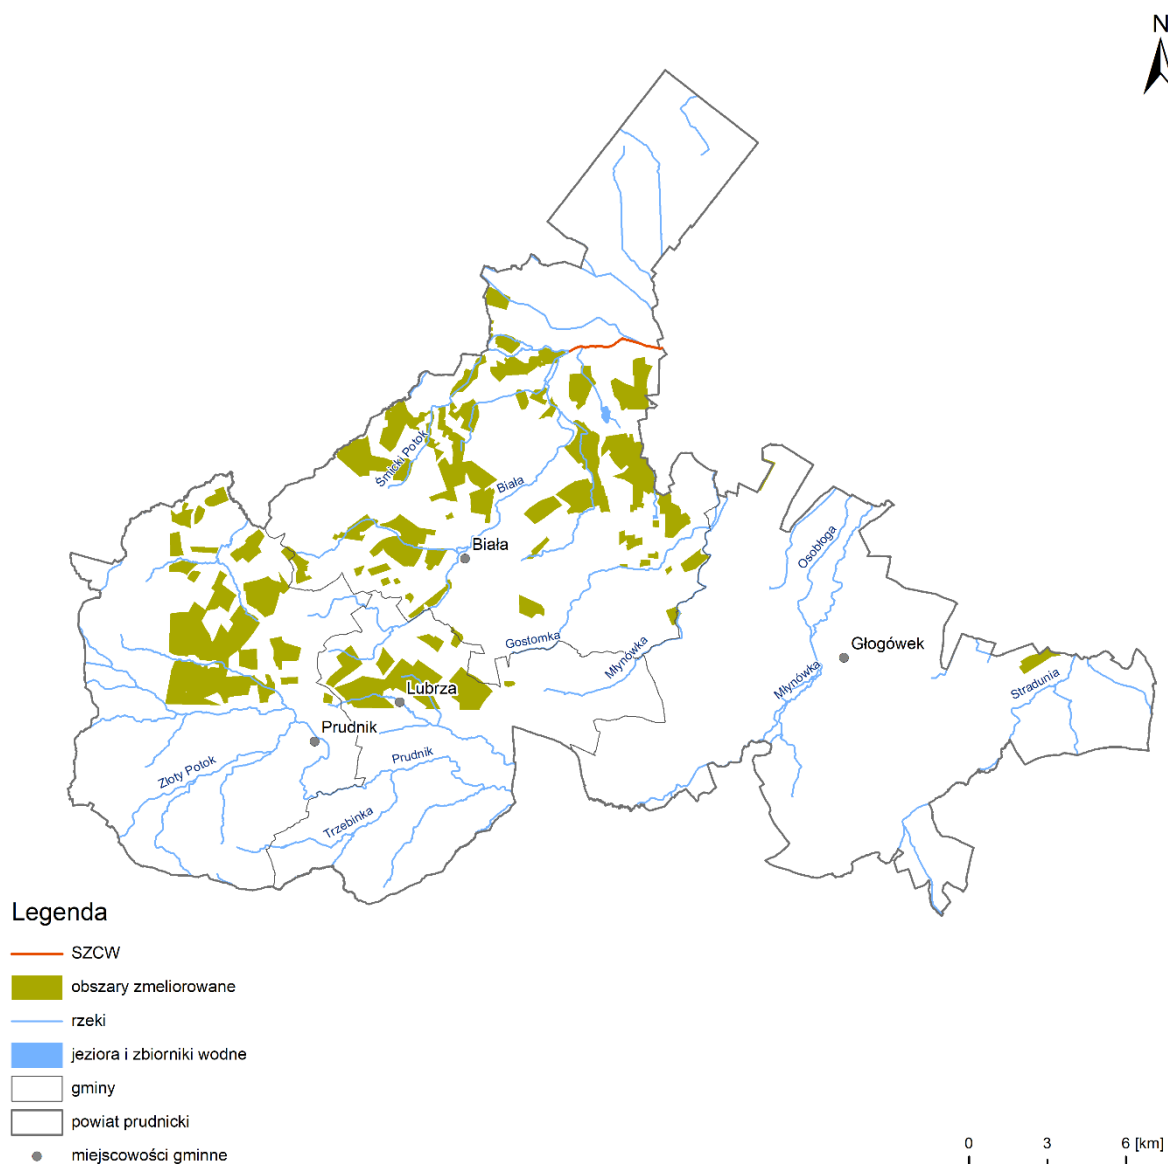 N
Śmicki Potok
Biała
Biała
Osobłoga
Gostomka
Młynówka
Głogówek
Młynówka
Stradunia
Lubrza
Prudnik
Prudnik
Złoty Potok
Trzebinka
Legenda
SZCW
obszary zmeliorowane
rzeki
jeziora i zbiorniki wodne
gminy
powiat prudnicki
miejscowości gminne
0 3 6 [km]